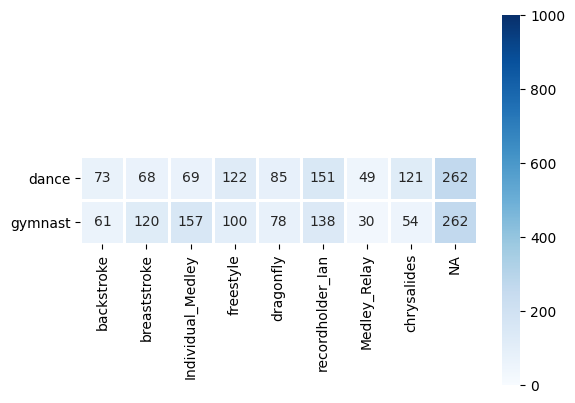 1000
800
600
400
200
0
dance 73 68 69 122 85 151 49 121 262
gymnast 61 120 157 100 78 138 30 54 262
backstroke
breaststroke
Individual_Medley
freestyle
dragonfly
recordholder_Ian
Medley_Relay
chrysalides
NA